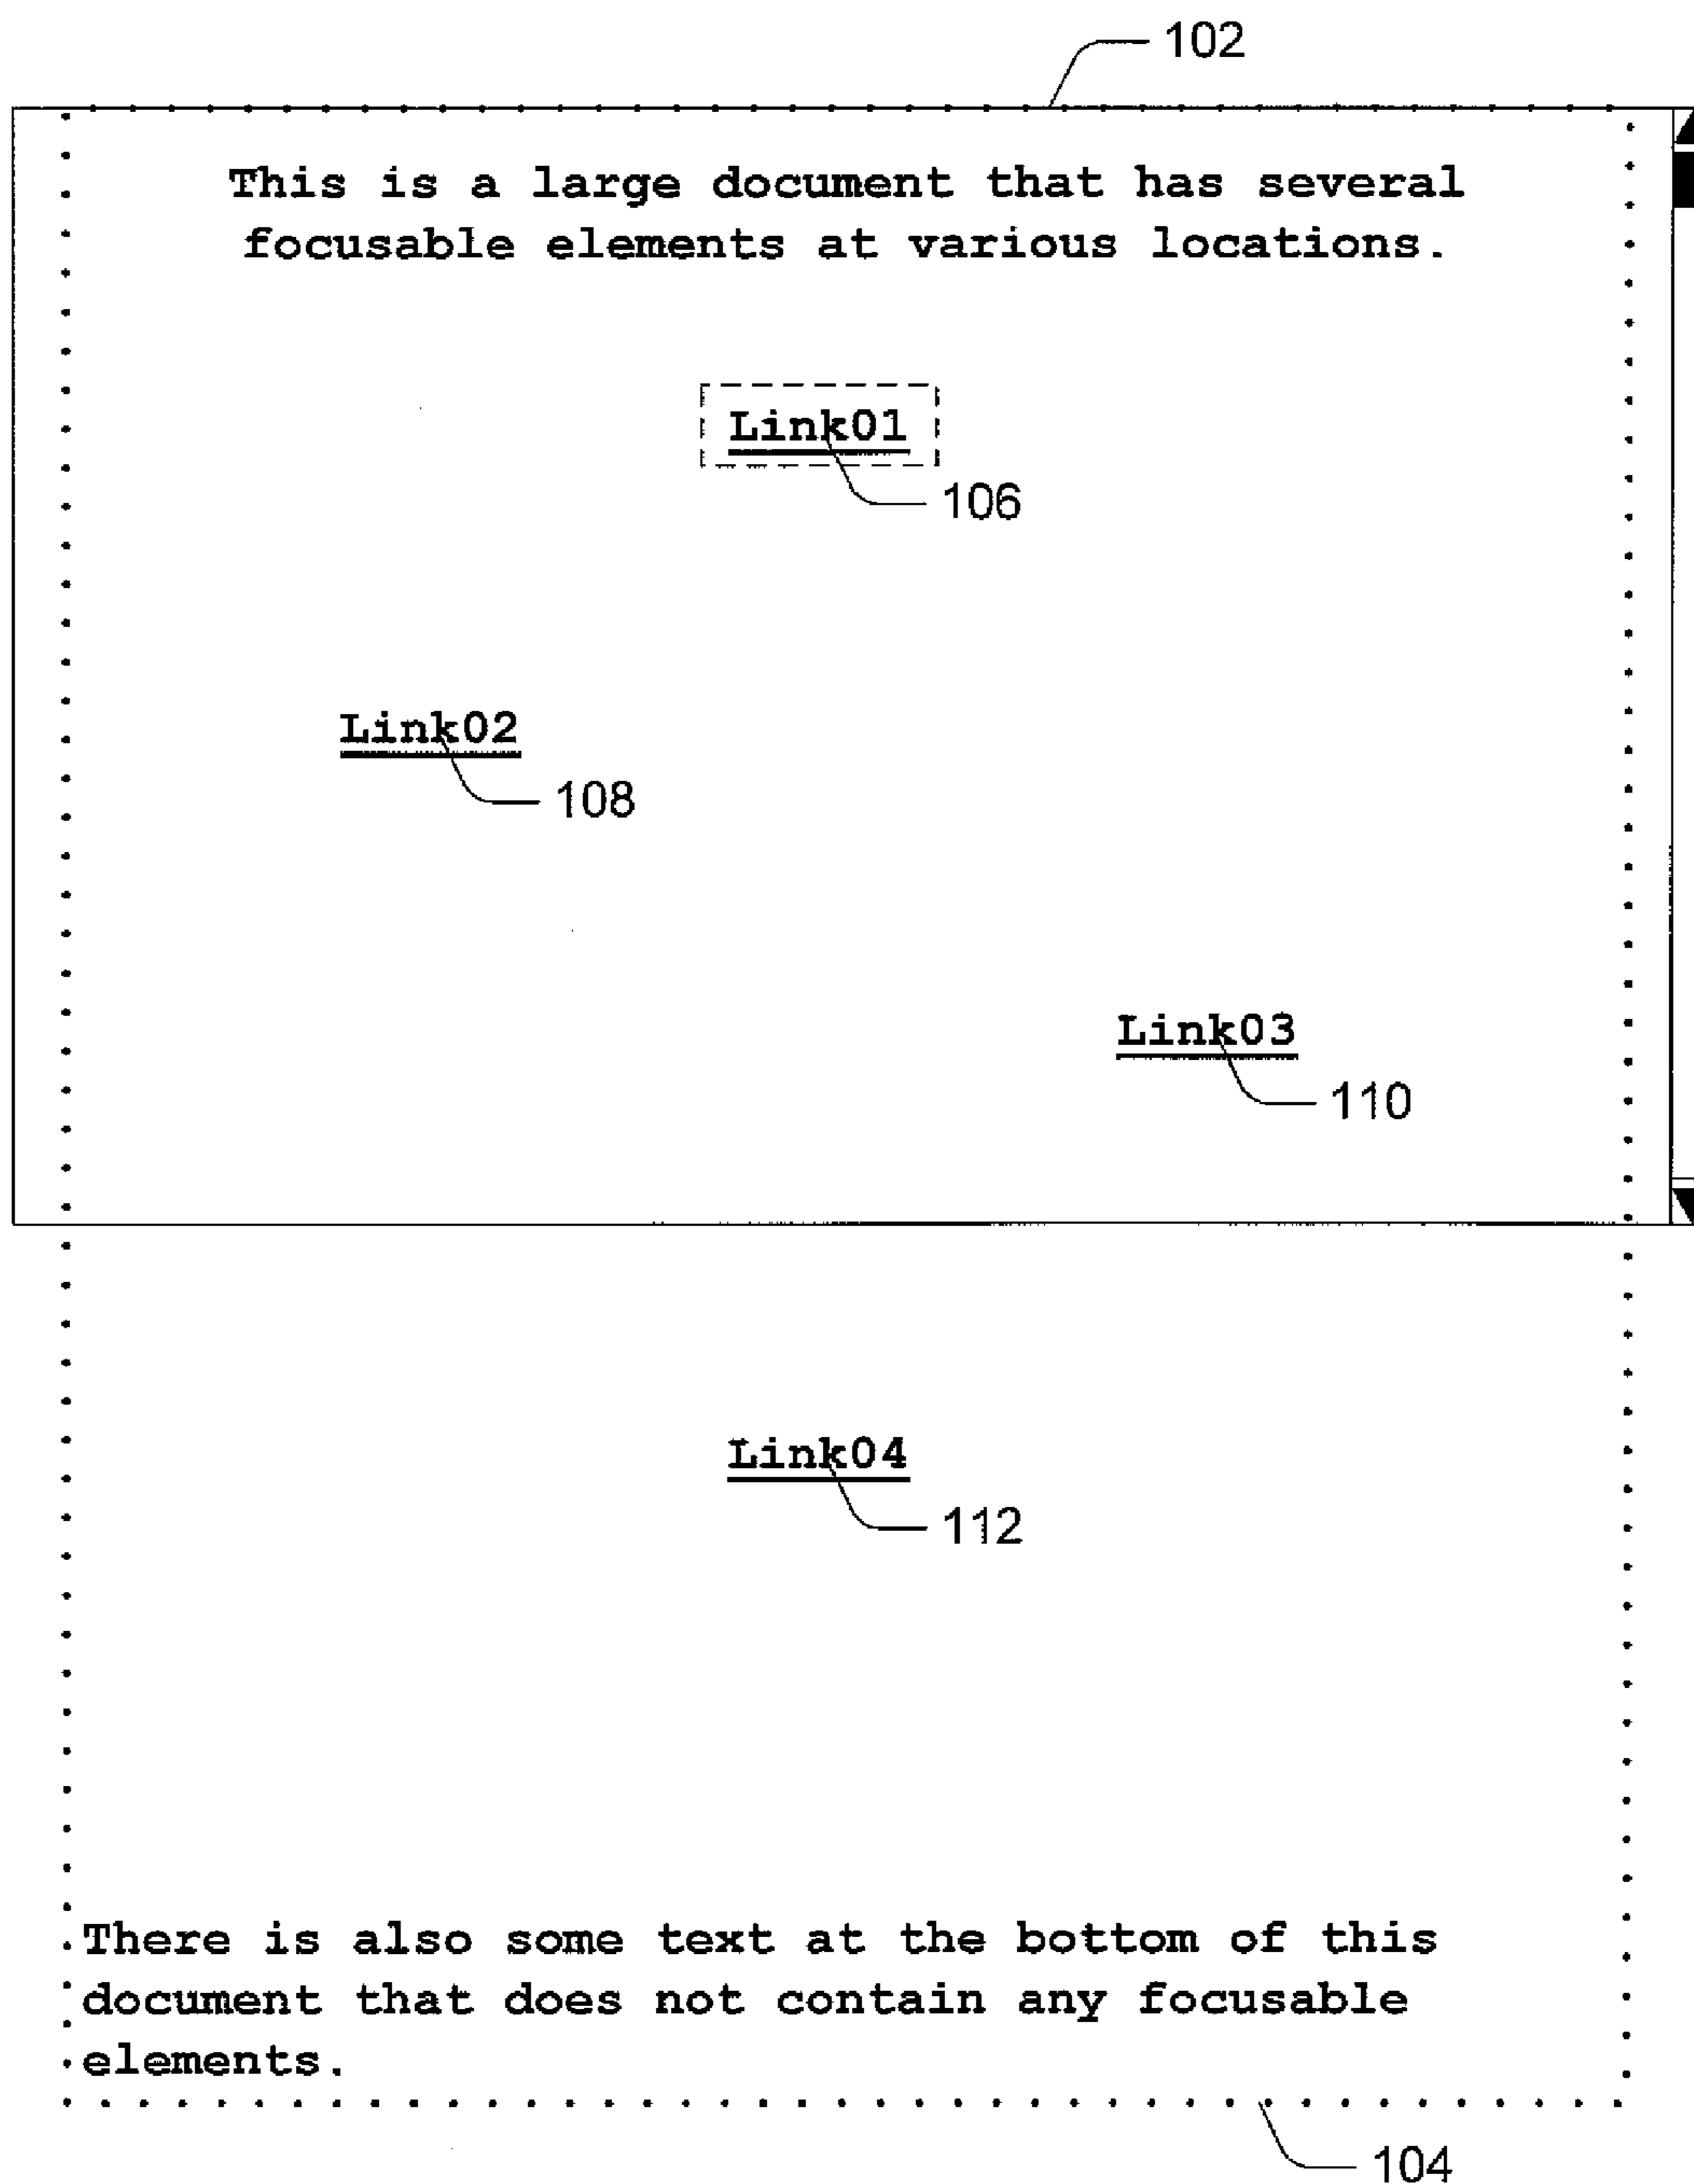 102
This is a large document that has several
focusable elements at various locations.
Link01
106
Link02
108
Link03
110
Link04
112
There is also some text at the bottom of this
document that does not contain any focusable
elements.
104